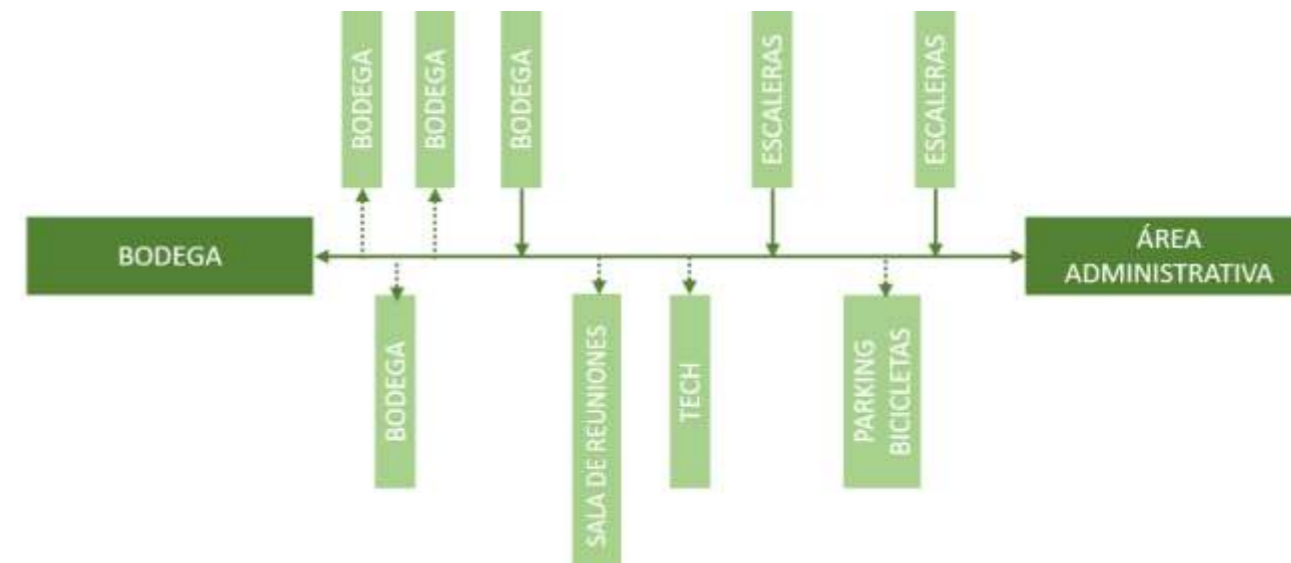 BODEGA
BODEGA
BODEGA
ESCALERAS
ESCALERAS
BODEGA
ÁREA
ADMINISTRATIVA
BODEGA
SALA DE REUNIONES
TECH
PARKING
BICICLETAS